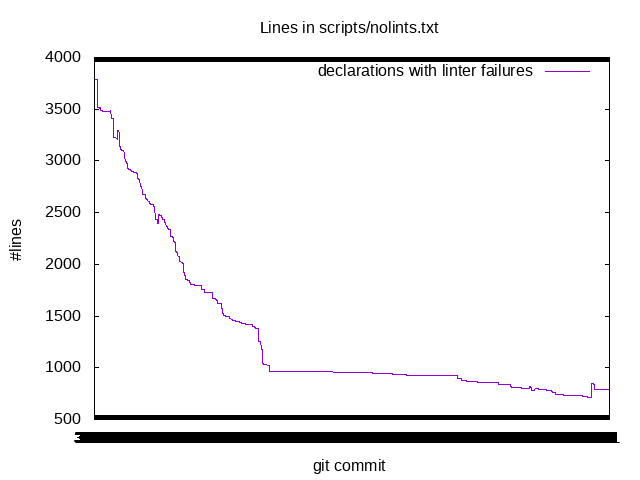 Lines in scripts/nolints.txt
4000
declarations with linter failures
3500
3000
2500
#lines
2000
1500
1000
500
git commit